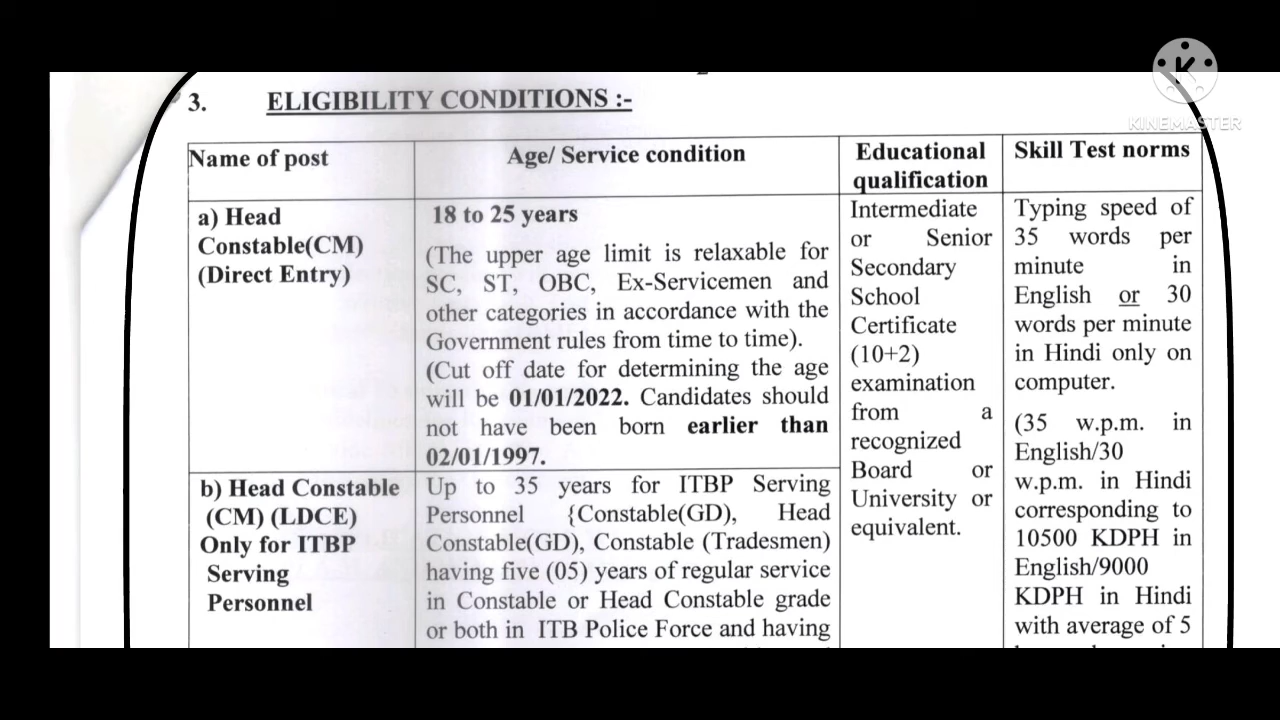 K
KINEMASTER
3. ELIGIBILITY CONDITIONS :-
Name of post
Age/ Service condition
Educational
qualification
Skill Test norms
a) Head
Constable(CM)
(Direct Entry)
18 to 25 years
(The upper age limit is relaxable for
SC, ST, OBC, Ex-Servicemen and
other categories in accordance with the
Government rules from time to time).
(Cut off date for determining the age
will be 01/01/2022. Candidates should
not have been born earlier than
02/01/1997.
Intermediate
or Senior
Secondary
School
Certificate
(10+2)
examination
from a
recognized
Board or
University or
equivalent.
Typing speed of
35 words per
minute in
English or 30
words per minute
in Hindi only on
computer.
(35 w.p.m. in
English/30
w.p.m. in Hindi
corresponding to
10500 KDPH in
English/9000
KDPH in Hindi
with average of 5
b) Head Constable
(CM) (LDCE)
Only for ITBP
Serving
Personnel
Up to 35 years for ITBP Serving
Personnel {Constable(GD), Head
Constable(GD), Constable (Tradesmen)
having five (05) years of regular service
in Constable or Head Constable grade
or both in ITB Police Force and having